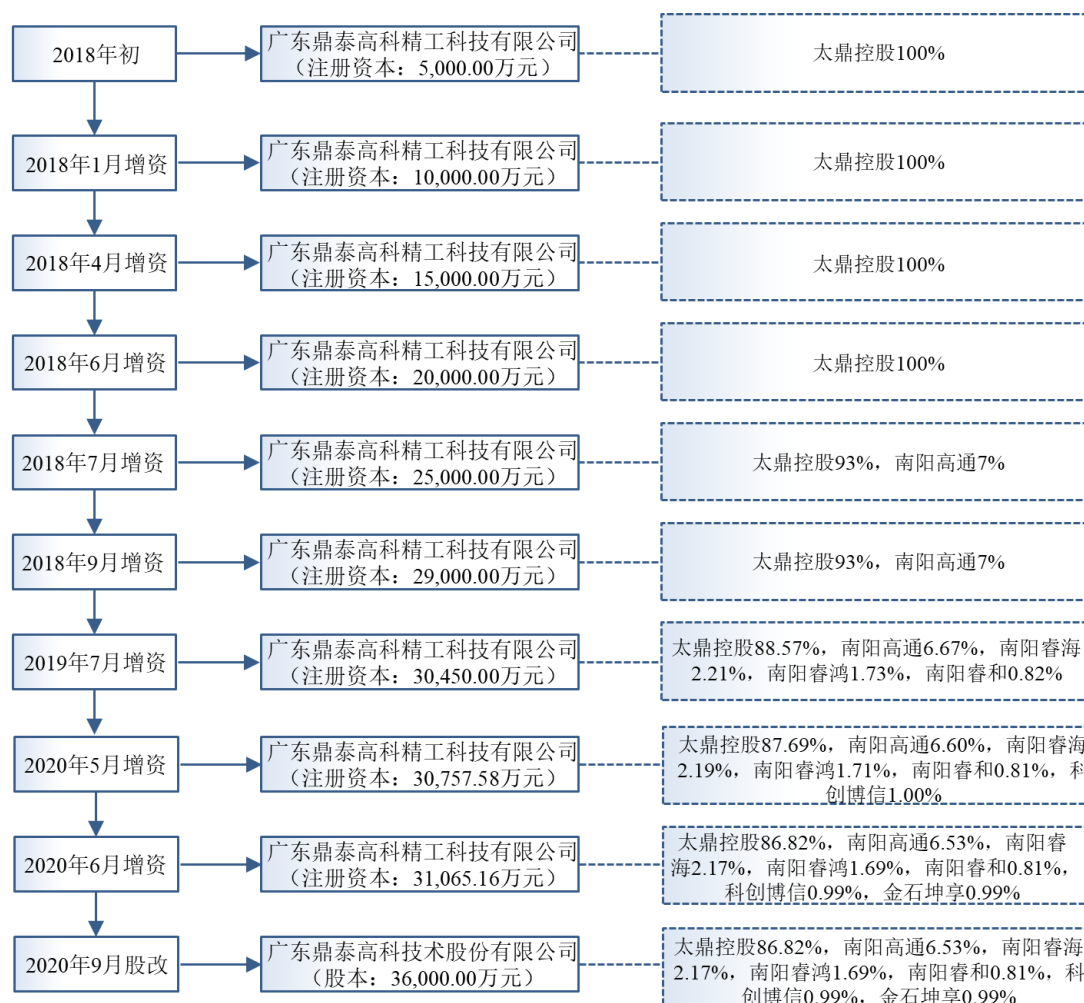 2018年初
广东鼎泰高科精工科技有限公司
（注册资本：5,000.00万元）
太鼎控股100%
2018年1月增资
广东鼎泰高科精工科技有限公司
（注册资本：10,000.00万元）
太鼎控股100%
2018年4月增资
广东鼎泰高科精工科技有限公司
（注册资本：15,000.00万元）
太鼎控股100%
2018年6月增资
广东鼎泰高科精工科技有限公司
（注册资本：20,000.00万元）
太鼎控股100%
2018年7月增资
广东鼎泰高科精工科技有限公司
（注册资本：25,000.00万元）
太鼎控股93%，南阳高通7%
2018年9月增资
广东鼎泰高科精工科技有限公司
（注册资本：29,000.00万元）
太鼎控股93%，南阳高通7%
2019年7月增资
广东鼎泰高科精工科技有限公司
（注册资本：30,450.00万元）
太鼎控股88.57%，南阳高通6.67%，南阳睿海
2.21%，南阳睿鸿1.73%，南阳睿和0.82%
2020年5月增资
广东鼎泰高科精工科技有限公司
（注册资本：30,757.58万元）
太鼎控股87.69%，南阳高通6.60%，南阳睿海
2.19%，南阳睿鸿1.71%，南阳睿和0.81%，科
创博信1.00%
2020年6月增资
广东鼎泰高科精工科技有限公司
（注册资本：31,065.16万元）
太鼎控股86.82%，南阳高通6.53%，南阳睿
海2.17%，南阳睿鸿1.69%，南阳睿和0.81%，
科创博信0.99%，金石坤享0.99%
2020年9月股改
广东鼎泰高科技术股份有限公司
（股本：36,000.00万元）
太鼎控股86.82%，南阳高通6.53%，南阳睿海
2.17%，南阳睿鸿1.69%，南阳睿和0.81%，科
创博信0.99%，金石坤享0.99%